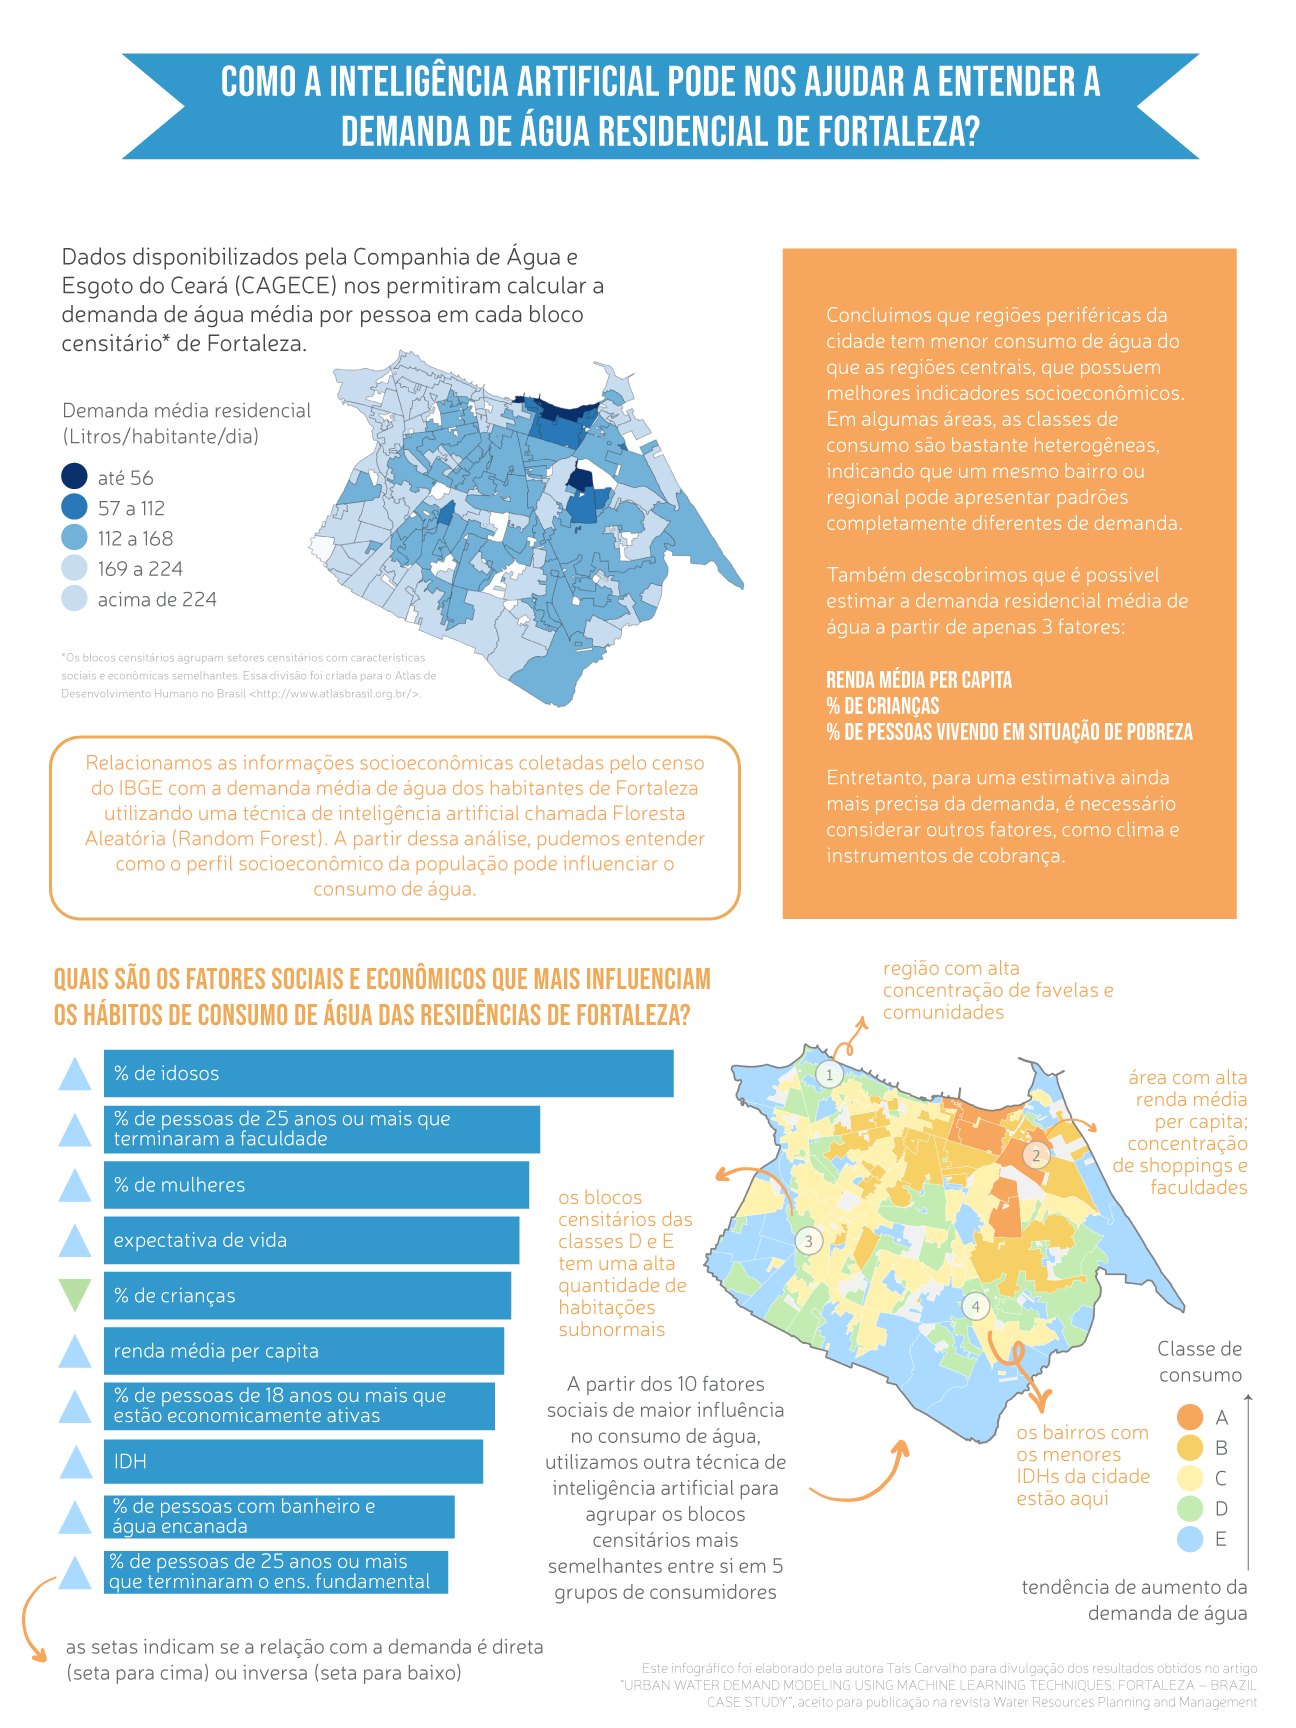 COMO A INTELIGÊNCIA ARTIFICIAL PODE NOS AJUDAR A ENTENDER A
DEMANDA DE ÁGUA RESIDENCIAL DE FORTALEZA?
Dados disponibilizados pela Companhia de Água e
Esgoto do Ceará (CAGECE) nos permitiram calcular a
demanda de água média por pessoa em cada bloco
censitário* de Fortaleza.
Demanda média residencial
(Litros/habitante/dia)
até 56
57 a 112
112 a 168
169 a 224
acima de 224
*Os blocos censitários agrupam setores censitários com características
sociais e econômicas semelhantes. Essa divisão foi criada para o Atlas de
Desenvolvimento Humano no Brasil <http://www.atlasbrasil.org.br/>.
Concluímos que regiões periféricas da
cidade tem menor consumo de água do
que as regiões centrais, que possuem
melhores indicadores socioeconômicos.
Em algumas áreas, as classes de
consumo são bastante heterogêneas,
indicando que um mesmo bairro ou
regional pode apresentar padrões
completamente diferentes de demanda.
Também descobrimos que é possível
estimar a demanda residencial média de
água a partir de apenas 3 fatores:
RENDA MÉDIA PER CAPITA
% DE CRIANÇAS
% DE PESSOAS VIVENDO EM SITUAÇÃO DE POBREZA
Entretanto, para uma estimativa ainda
mais precisa da demanda, é necessário
considerar outros fatores, como clima e
instrumentos de cobrança.
Relacionamos as informações socioeconômicas coletadas pelo censo
do IBGE com a demanda média de água dos habitantes de Fortaleza
utilizando uma técnica de inteligência artificial chamada Floresta
Aleatória (Random Forest). A partir dessa análise, pudemos entender
como o perfil socioeconômico da população pode influenciar o
consumo de água.
QUAIS SÃO OS FATORES SOCIAIS E ECONÔMICOS QUE MAIS INFLUENCIAM
OS HÁBITOS DE CONSUMO DE ÁGUA DAS RESIDÊNCIAS DE FORTALEZA?
% de idosos
% de pessoas de 25 anos ou mais que
terminaram a faculdade
% de mulheres
expectativa de vida
% de crianças
renda média per capita
% de pessoas de 18 anos ou mais que
estão economicamente ativas
IDH
% de pessoas com banheiro e
água encanada
% de pessoas de 25 anos ou mais
que terminaram o ens. fundamental
as setas indicam se a relação com a demanda é direta
(seta para cima) ou inversa (seta para baixo)
região com alta
concentração de favelas e
comunidades
área com alta
renda média
per capita;
concentração
de shoppings e
faculdades
os blocos
censitários das
classes D e E
tem uma alta
quantidade de
habitações
subnormais
1
2
3
4
A partir dos 10 fatores
sociais de maior influência
no consumo de água,
utilizamos outra técnica de
inteligência artificial para
agrupar os blocos
censitários mais
semelhantes entre si em 5
grupos de consumidores
os bairros com
os menores
IDHs da cidade
estão aqui
Classe de
consumo
A
B
C
D
E
tendência de aumento da
demanda de água
Este infográfico foi elaborado pela autora Taís Carvalho para divulgação dos resultados obtidos no artigo
"URBAN WATER DEMAND MODELING USING MACHINE LEARNING TECHNIQUES: FORTALEZA – BRAZIL
CASE STUDY", aceito para publicação na revista Water Resources Planning and Management